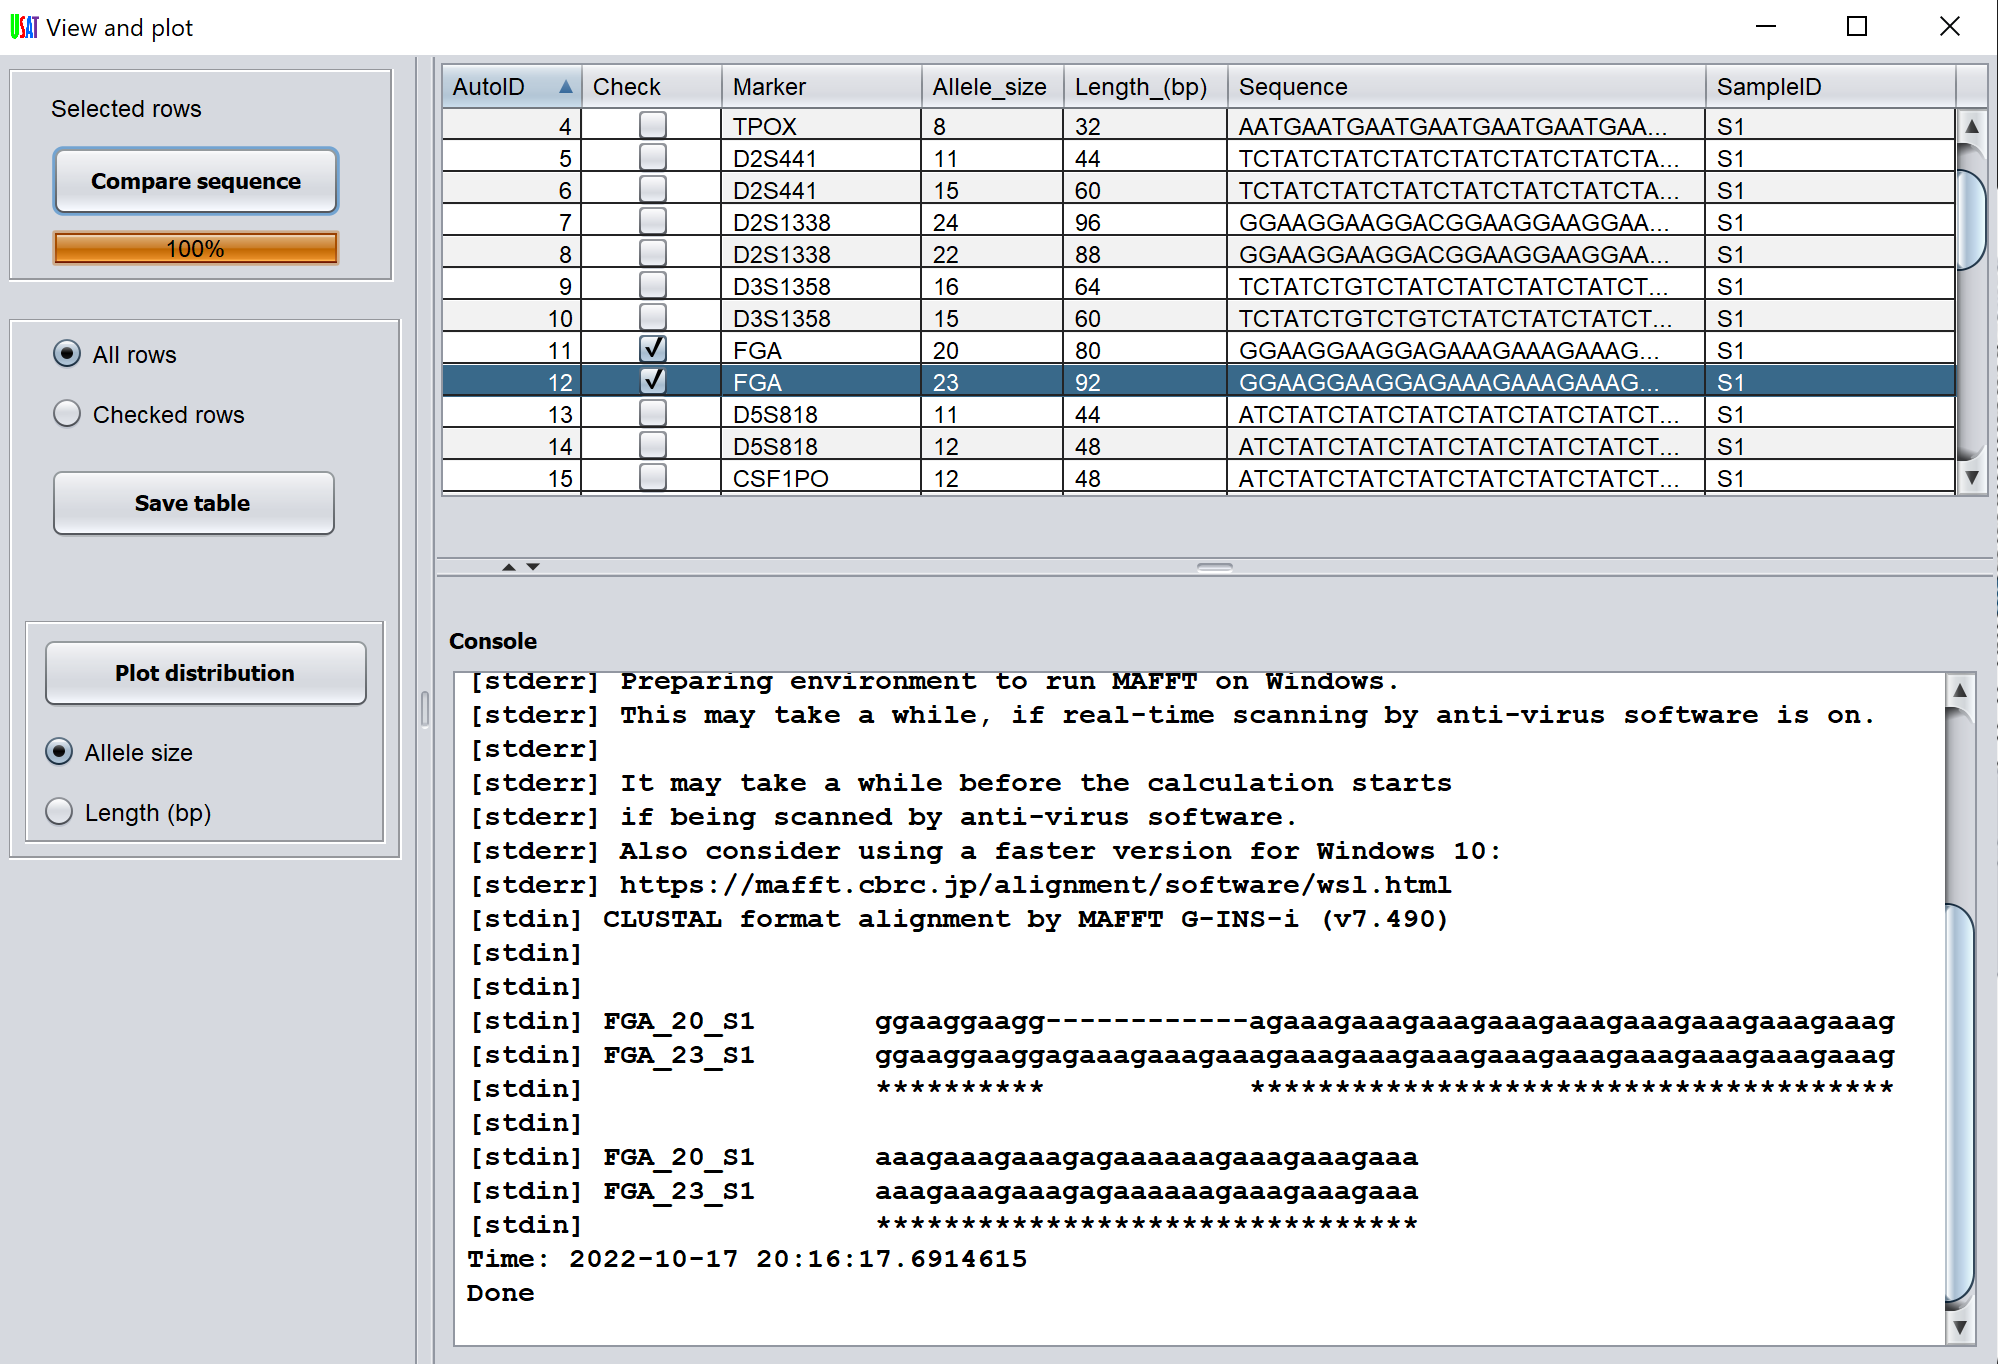 USAT View and plot
Selected rows
Compare sequence
100%
All rows
Checked rows
Save table
Plot distribution
Allele size
Length (bp)
AutoID Check Marker Allele_size Length_(bp) Sequence SampleID
4 TPOX 8 32 AATGAATGAATGAATGAATGAATGAA... S1
5 D2S441 11 44 TCTATCTATCTATCTATCTATCTATCTA... S1
6 D2S441 15 60 TCTATCTATCTATCTATCTATCTATCTA... S1
7 D2S1338 24 96 GGAAGGAAGGACGGAAGGAAGGAA... S1
8 D2S1338 22 88 GGAAGGAAGGACGGAAGGAAGGAA... S1
9 D3S1358 16 64 TCTATCTGTCTATCTATCTATCTATCT... S1
10 D3S1358 15 60 TCTATCTGTCTGTCTATCTATCTATCT... S1
11 FGA 20 80 GGAAGGAAGGAGAAAGAAAGAAAG... S1
12 FGA 23 92 GGAAGGAAGGAGAAAGAAAGAAAG... S1
13 D5S818 11 44 ATCTATCTATCTATCTATCTATCTATCT... S1
14 D5S818 12 48 ATCTATCTATCTATCTATCTATCTATCT... S1
15 CSF1PO 12 48 ATCTATCTATCTATCTATCTATCTATCT... S1
Console
[stderr] Preparing environment to run MAFFT on Windows.
[stderr] This may take a while, if real-time scanning by anti-virus software is on.
[stderr]
[stderr] It may take a while before the calculation starts
[stderr] if being scanned by anti-virus software.
[stderr] Also consider using a faster version for Windows 10:
[stderr] https://mafft.cbrc.jp/alignment/software/wsl.html
[stdin] CLUSTAL format alignment by MAFFT G-INS-i (v7.490)
[stdin]
[stdin]
[stdin] FGA_20_S1       ggaaggaagg------------agaaagaaagaaagaaagaaagaaagaaagaaagaaag
[stdin] FGA_23_S1       ggaaggaaggagaaagaaagaaagaaagaaagaaagaaagaaagaaagaaagaaagaaag
[stdin]                 **********            **************************************
[stdin]
[stdin] FGA_20_S1       aaagaaagaaagagaaaaaagaaagaaagaaa
[stdin] FGA_23_S1       aaagaaagaaagagaaaaaagaaagaaagaaa
[stdin]                 ********************************
Time: 2022-10-17 20:16:17.6914615
Done